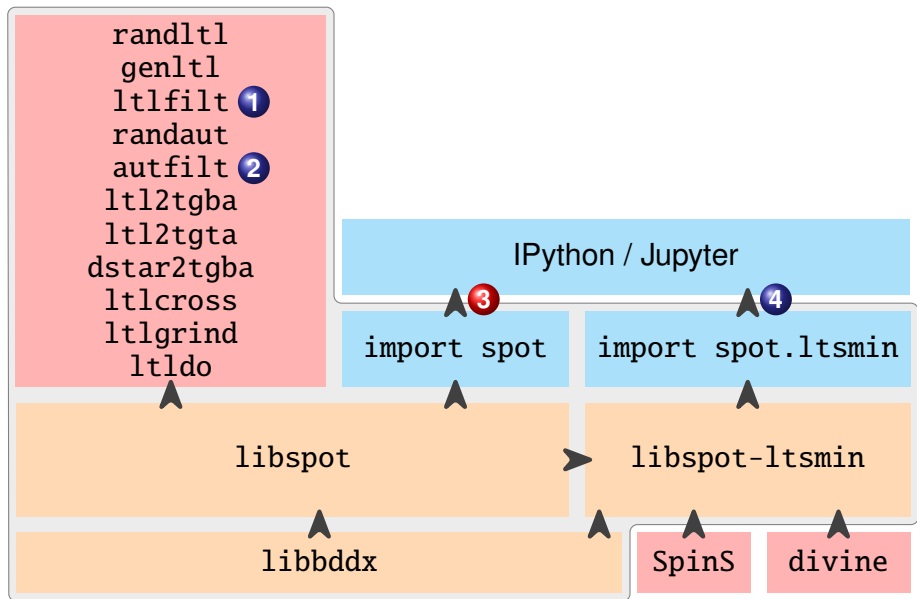 randltl
genltl
ltlfilt 1
randaut
autfilt 2
ltl2tgba
ltl2tgta
dstar2tgba
ltlcross
ltlgrind
ltldo
IPython / Jupyter
3
4
import spot
import spot.ltsmin
libspot
libspot-ltsmin
libbddx
SpinS
divine